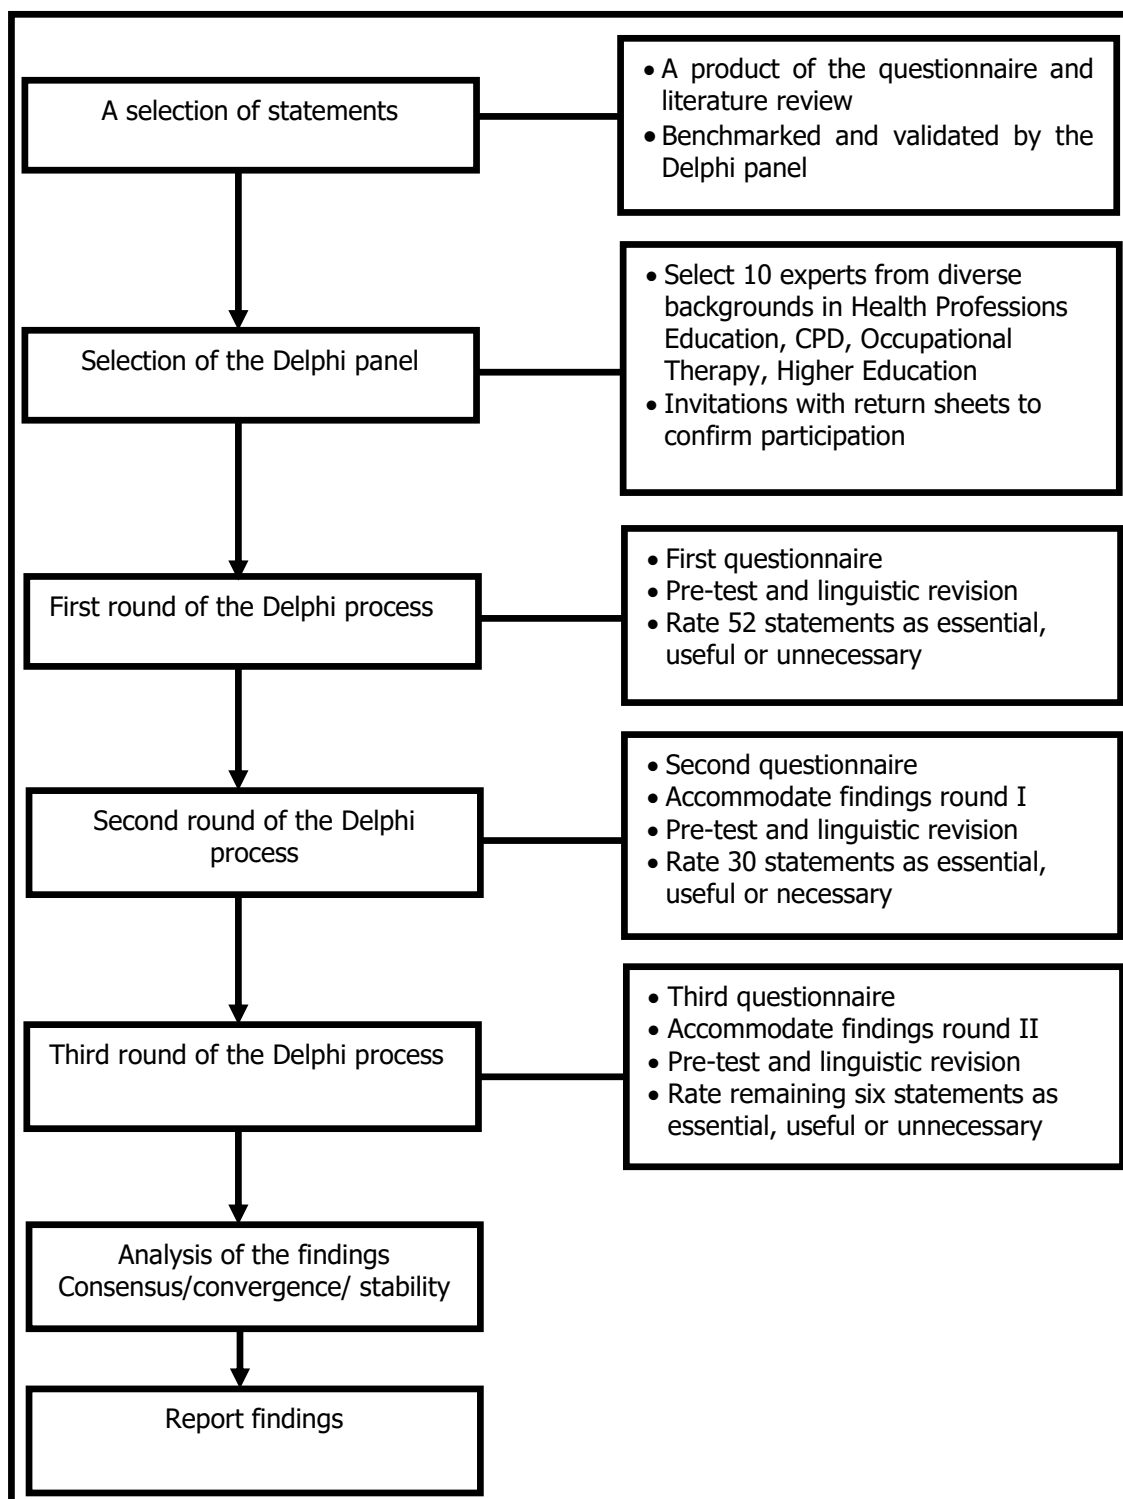 A selection of statements
• A product of the questionnaire and
literature review
• Benchmarked and validated by the
Delphi panel
Selection of the Delphi panel
• Select 10 experts from diverse
backgrounds in Health Professions
Education, CPD, Occupational
Therapy, Higher Education
• Invitations with return sheets to
confirm participation
First round of the Delphi process
• First questionnaire
• Pre-test and linguistic revision
• Rate 52 statements as essential,
useful or unnecessary
Second round of the Delphi
process
• Second questionnaire
• Accommodate findings round I
• Pre-test and linguistic revision
• Rate 30 statements as essential,
useful or necessary
Third round of the Delphi process
• Third questionnaire
• Accommodate findings round II
• Pre-test and linguistic revision
• Rate remaining six statements as
essential, useful or unnecessary
Analysis of the findings
Consensus/convergence/ stability
Report findings